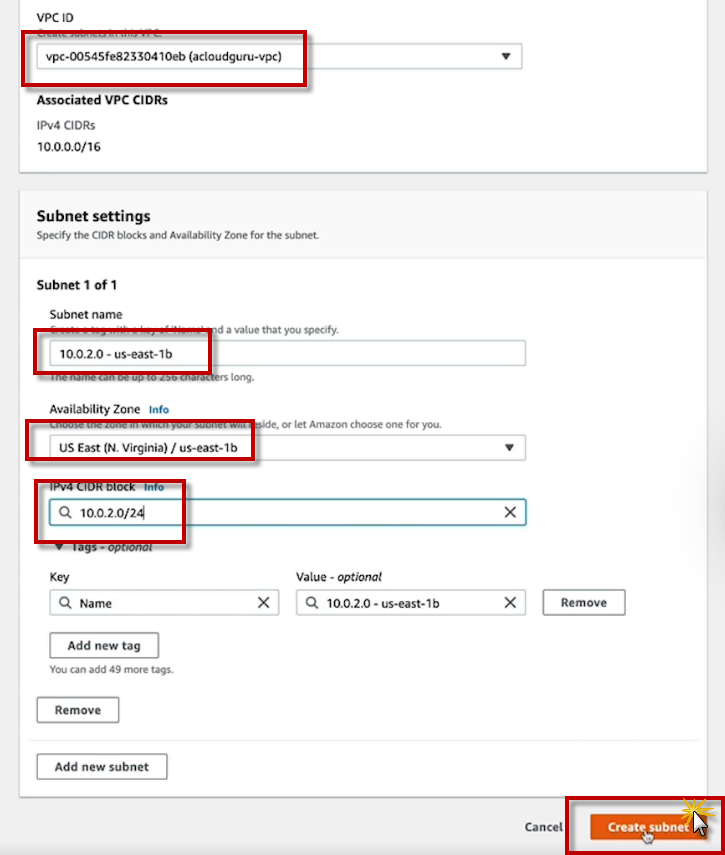 VPC ID
Create subnets in this VPC.
vpc-00545fe82330410eb (acloudguru-vpc)
Associated VPC CIDRs
IPv4 CIDRs
10.0.0.0/16
Subnet settings
Specify the CIDR blocks and Availability Zone for the subnet.
Subnet 1 of 1
Subnet name
Create a tag with a key of 'Name' and a value that you specify.
10.0.2.0 - us-east-1b
The name can be up to 256 characters long.
Availability Zone Info
Choose the zone in which your subnet will reside, or let Amazon choose one for you.
US East (N. Virginia) / us-east-1b
IPv4 CIDR block Info
10.0.2.0/24
Tags - optional
Key
Value - optional
Name
10.0.2.0 - us-east-1b
Remove
Add new tag
You can add 49 more tags.
Remove
Add new subnet
Cancel
Create subnet